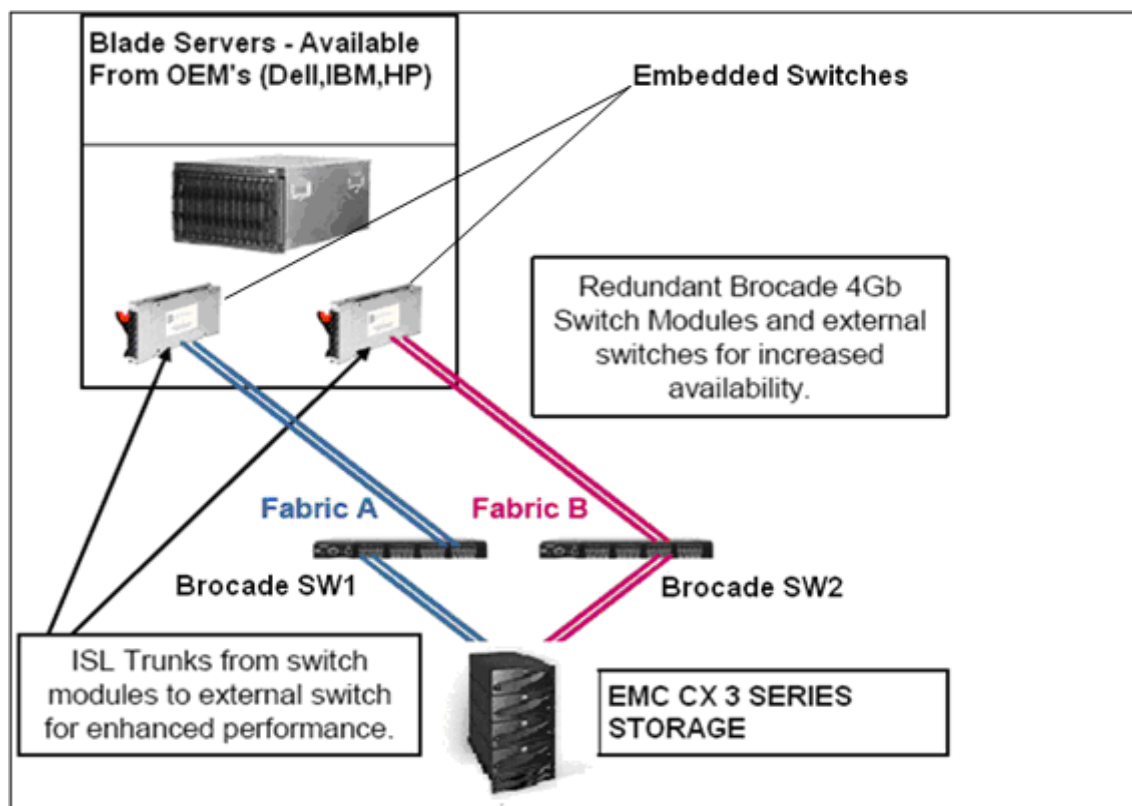 Blade Servers - Available
From OEM's (Dell,IBM,HP)
Embedded Switches
Redundant Brocade 4Gb
Switch Modules and external
switches for increased
availability.
Fabric A
Fabric B
Brocade SW1
Brocade SW2
ISL Trunks from switch
modules to external switch
for enhanced performance.
EMC CX 3 SERIES
STORAGE